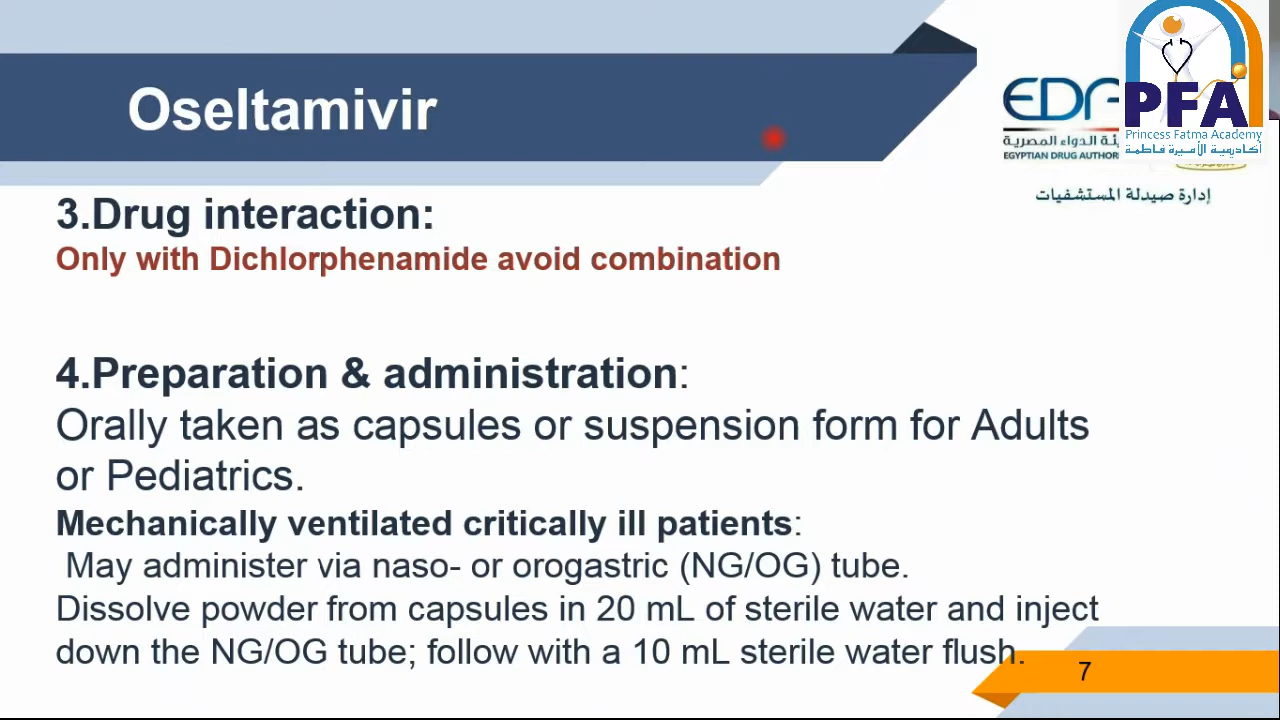 Oseltamivir
EDA
هيئة الدواء المصرية
EGYPTIAN DRUG AUTHOR
PFA
Princess Fatma Academy
أكاديمية الأميرة فاطمة
إدارة صيدلة المستشفيات
3.Drug interaction:
Only with Dichlorphenamide avoid combination
4.Preparation & administration:
Orally taken as capsules or suspension form for Adults
or Pediatrics.
Mechanically ventilated critically ill patients:
May administer via naso- or orogastric (NG/OG) tube.
Dissolve powder from capsules in 20 mL of sterile water and inject
down the NG/OG tube; follow with a 10 mL sterile water flush.
7